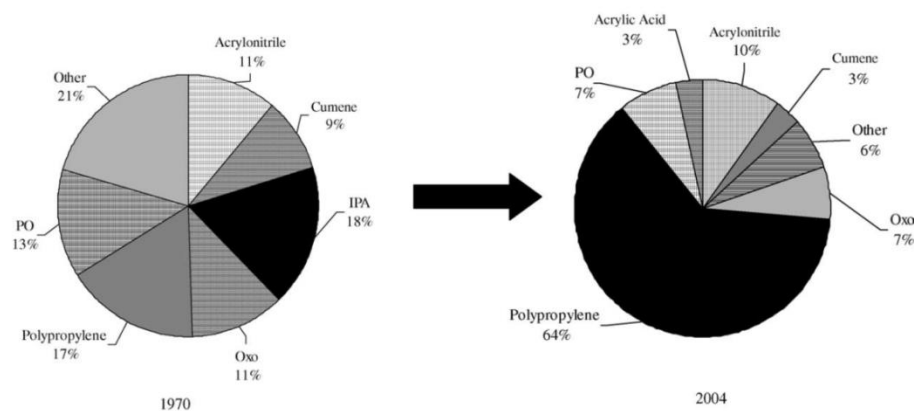 Acrylonitrile
11%
Cumene
9%
IPA
18%
Oxo
11%
Polypropylene
17%
PO
13%
Other
21%
1970
Acrylic Acid
3%
Acrylonitrile
10%
Cumene
3%
Other
6%
Oxo
7%
Polypropylene
64%
PO
7%
2004